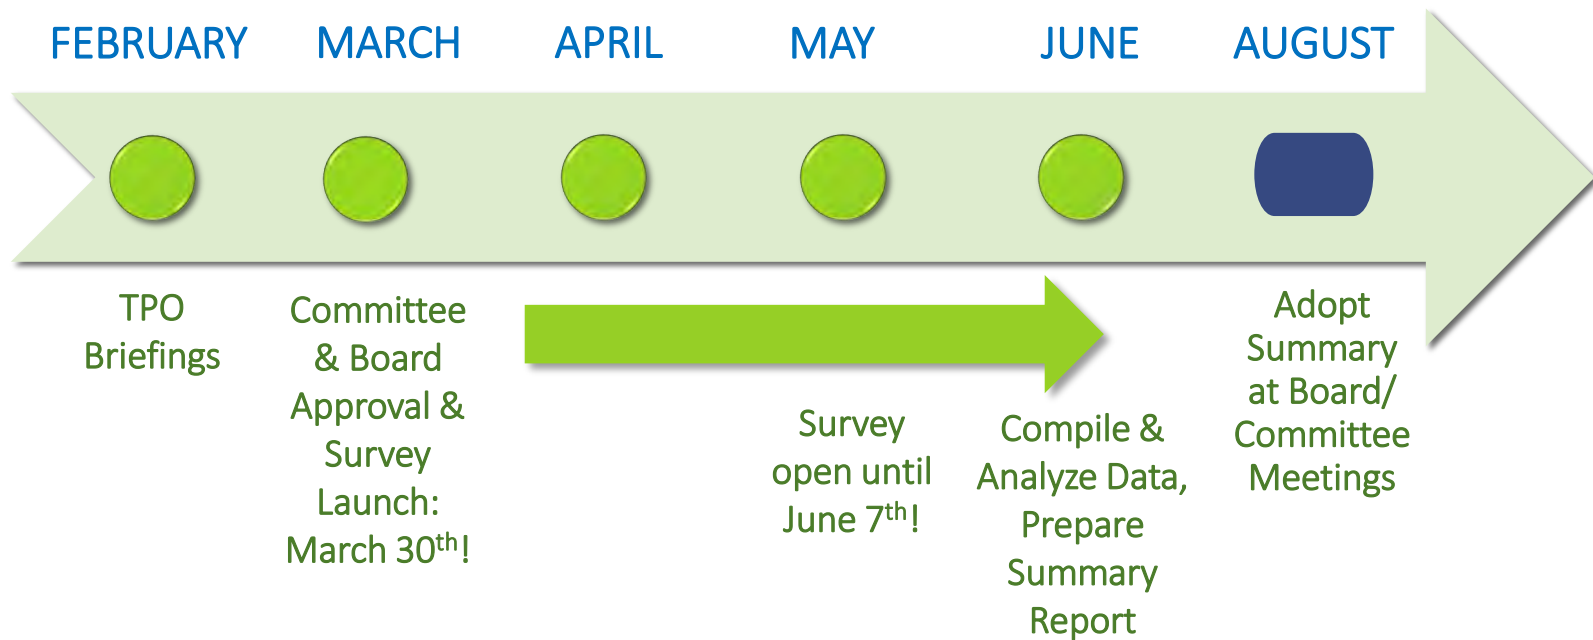 FEBRUARY MARCH APRIL MAY JUNE AUGUST
TPO
Briefings
Committee
& Board
Approval &
Survey
Launch:
March 30th!
Survey
open until
June 7th!
Compile &
Analyze Data,
Prepare
Summary
Report
Adopt
Summary
at Board/
Committee
Meetings